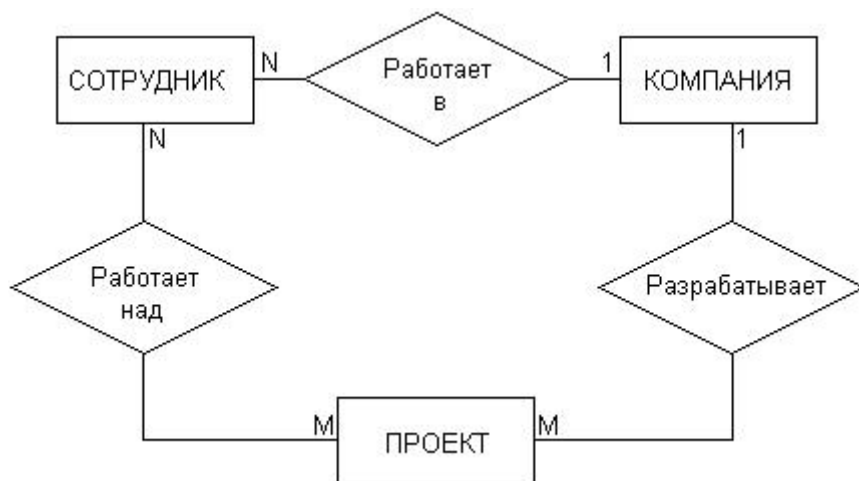 СОТРУДНИК
N
Работает
в
1
КОМПАНИЯ
N
1
Работает
над
Разрабатывает
M
ПРОЕКТ
M